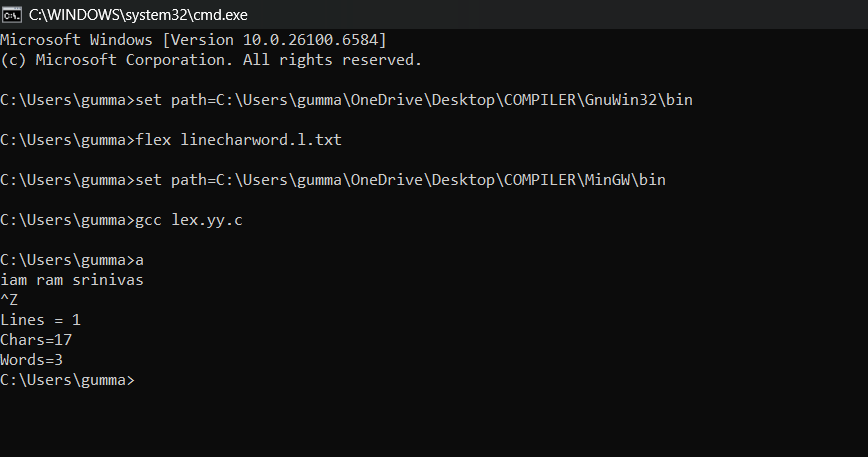 C:\WINDOWS\system32\cmd.exe
Microsoft Windows [Version 10.0.26100.6584]
(c) Microsoft Corporation. All rights reserved.
C:\Users\gumma>set path=C:\Users\gumma\OneDrive\Desktop\COMPILER\GnuWin32\bin
C:\Users\gumma>flex linecharword.l.txt
C:\Users\gumma>set path=C:\Users\gumma\OneDrive\Desktop\COMPILER\MinGW\bin
C:\Users\gumma>gcc lex.yy.c
C:\Users\gumma>a
iam ram srinivas
^Z
Lines = 1
Chars=17
Words=3
C:\Users\gumma>